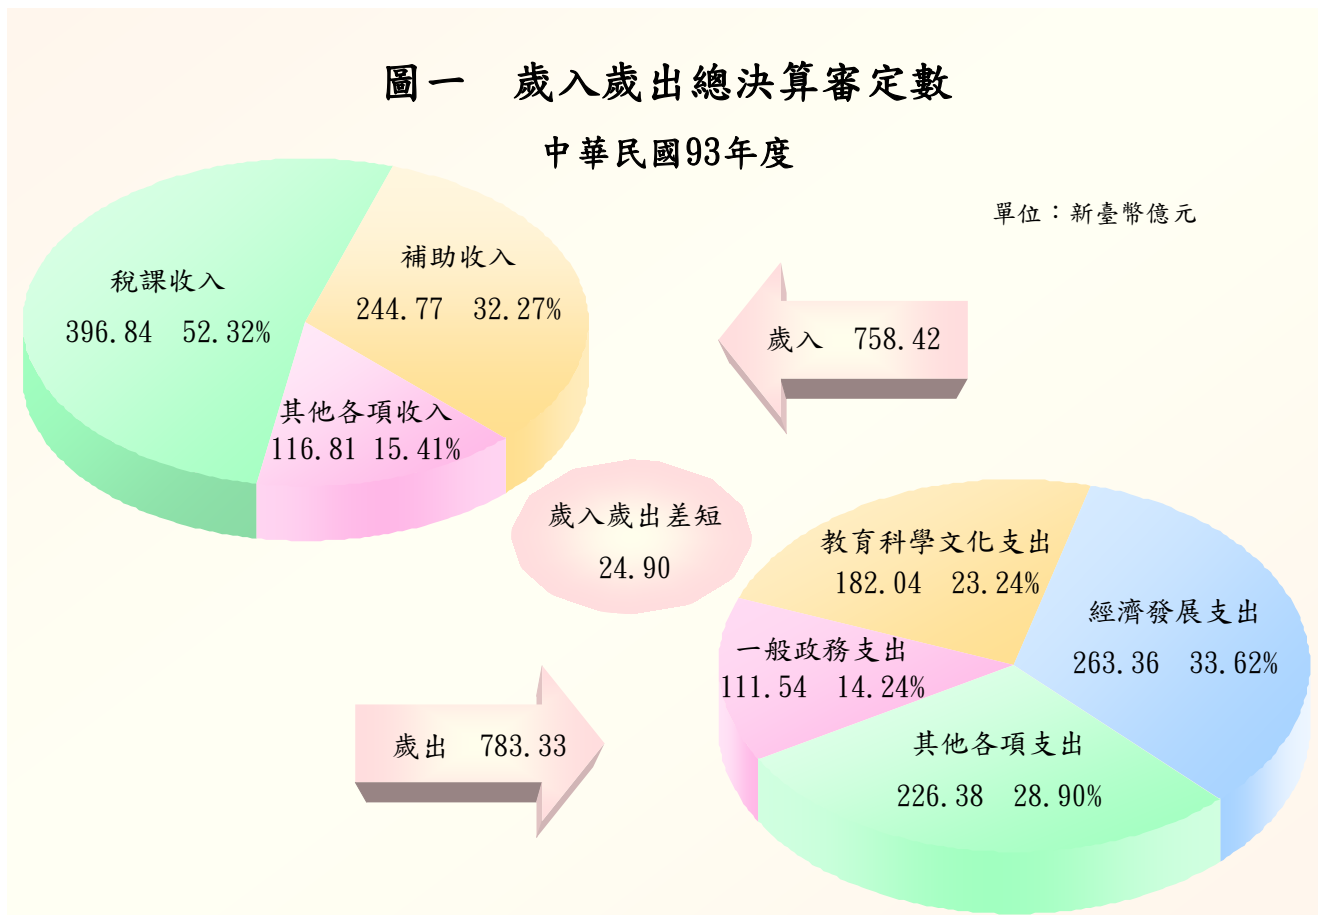 圖一　歲入歲出總決算審定數
中華民國93年度
單位：新臺幣億元
稅課收入
396.84　52.32%
補助收入
244.77　32.27%
其他各項收入
116.81 15.41%
歲入　758.42
歲入歲出差短
24.90
歲出　783.33
教育科學文化支出
182.04　23.24%
經濟發展支出
263.36　33.62%
一般政務支出
111.54　14.24%
其他各項支出
226.38　28.90%